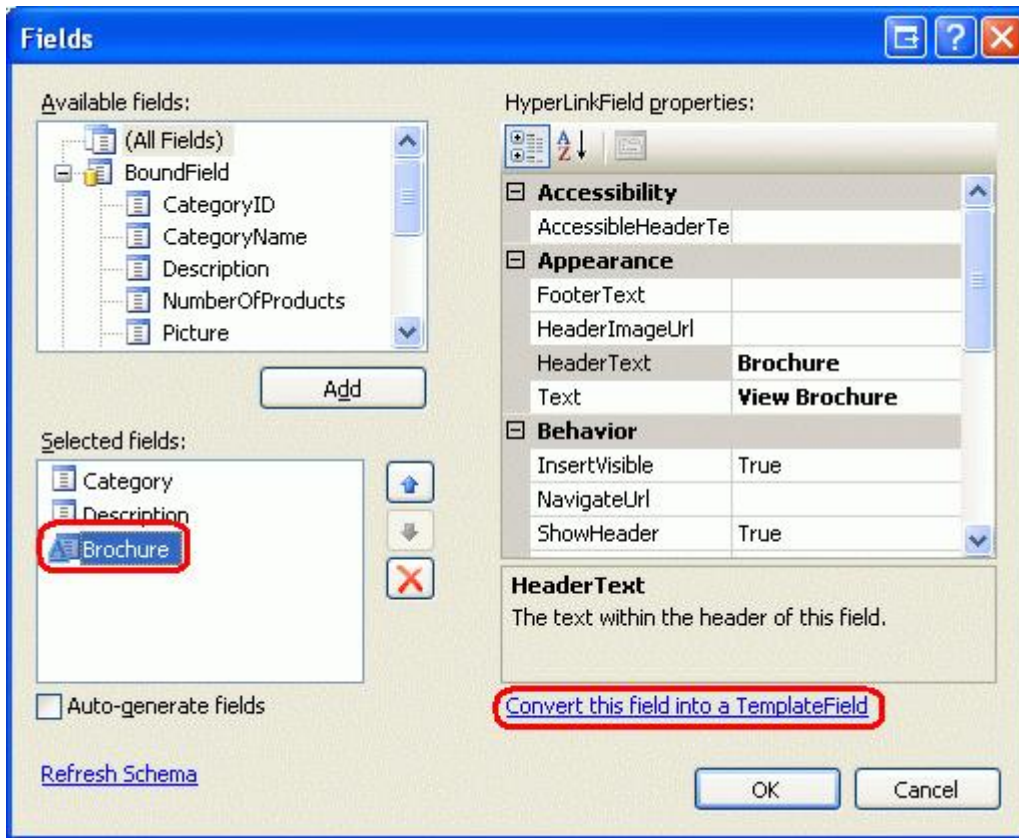 Fields
Available fields:
(All Fields)
BoundField
CategoryID
CategoryName
Description
NumberOfProducts
Picture
Add
Selected fields:
Category
Description
Brochure
Auto-generate fields
Refresh Schema
HyperLinkField properties:
Accessibility
AccessibleHeaderTe
Appearance
FooterText
HeaderImageUrl
HeaderText Brochure
Text View Brochure
Behavior
InsertVisible True
NavigateUrl
ShowHeader True
HeaderText
The text within the header of this field.
Convert this field into a TemplateField
OK Cancel